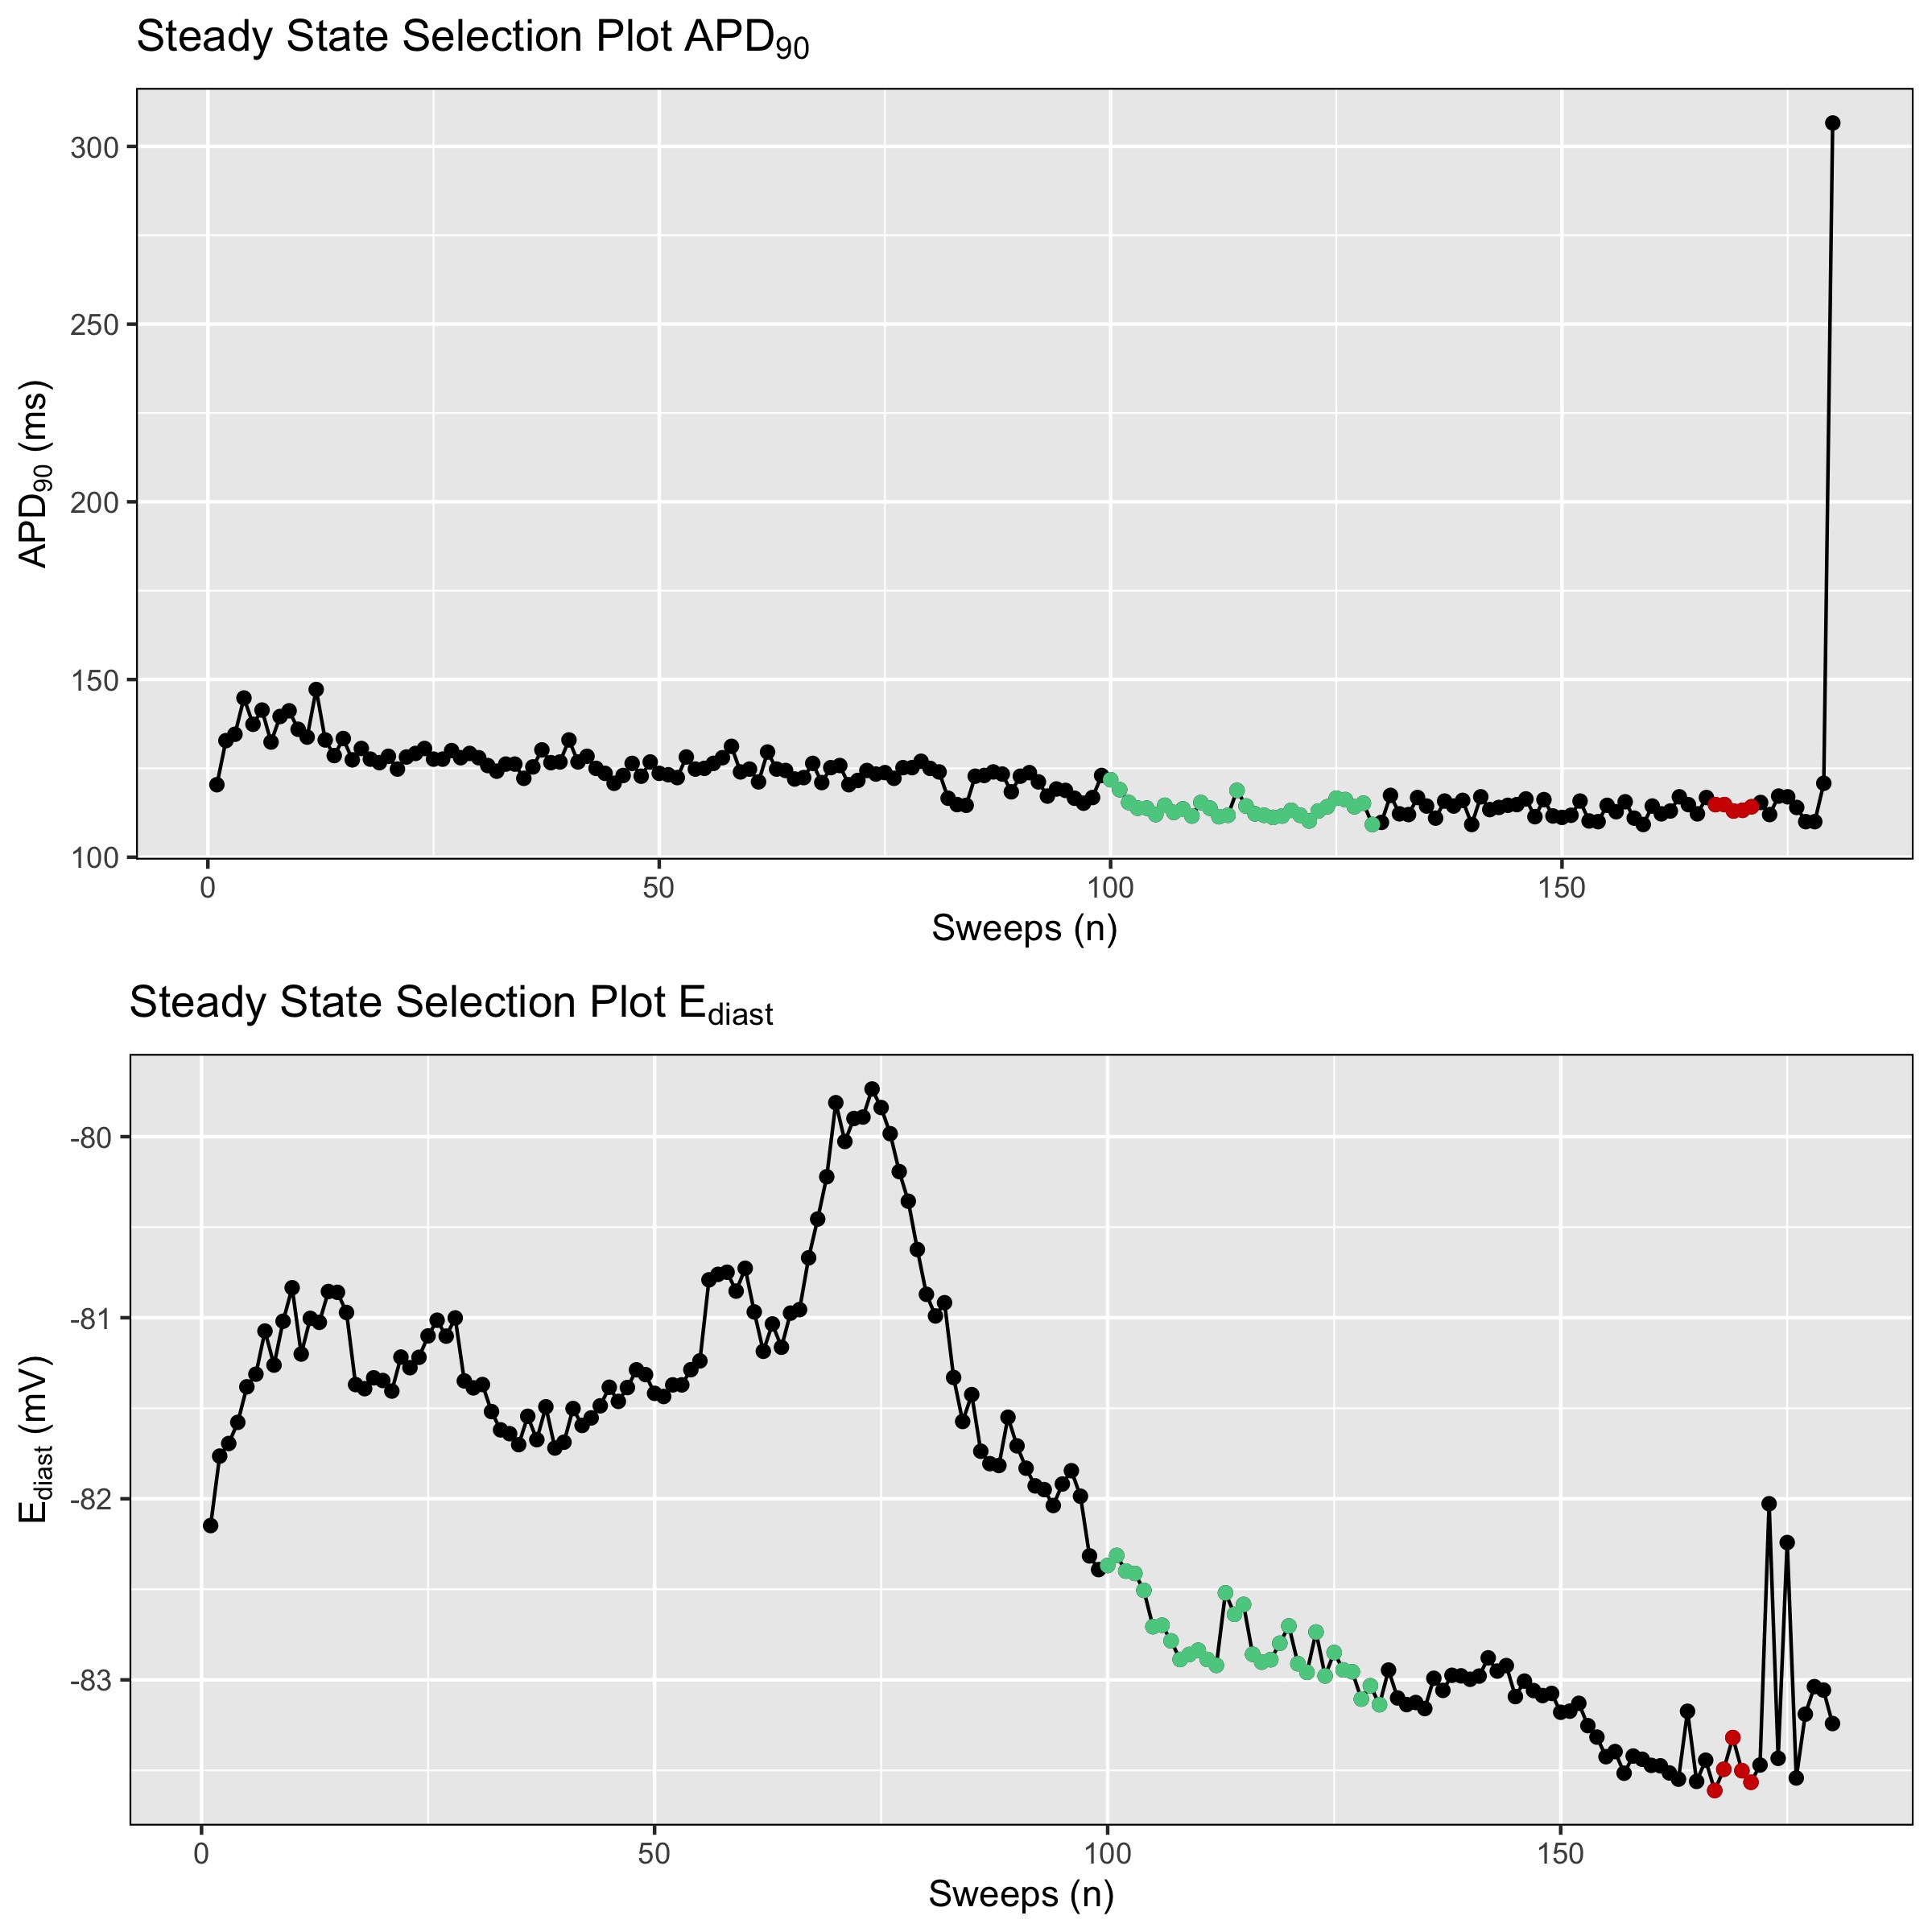 Steady State Selection Plot APD90
300
250
200
150
100
APD90 (ms)
0 50 100 150
Sweeps (n)
Steady State Selection Plot Ediast
-80
-81
-82
-83
Ediast (mV)
0 50 100 150
Sweeps (n)